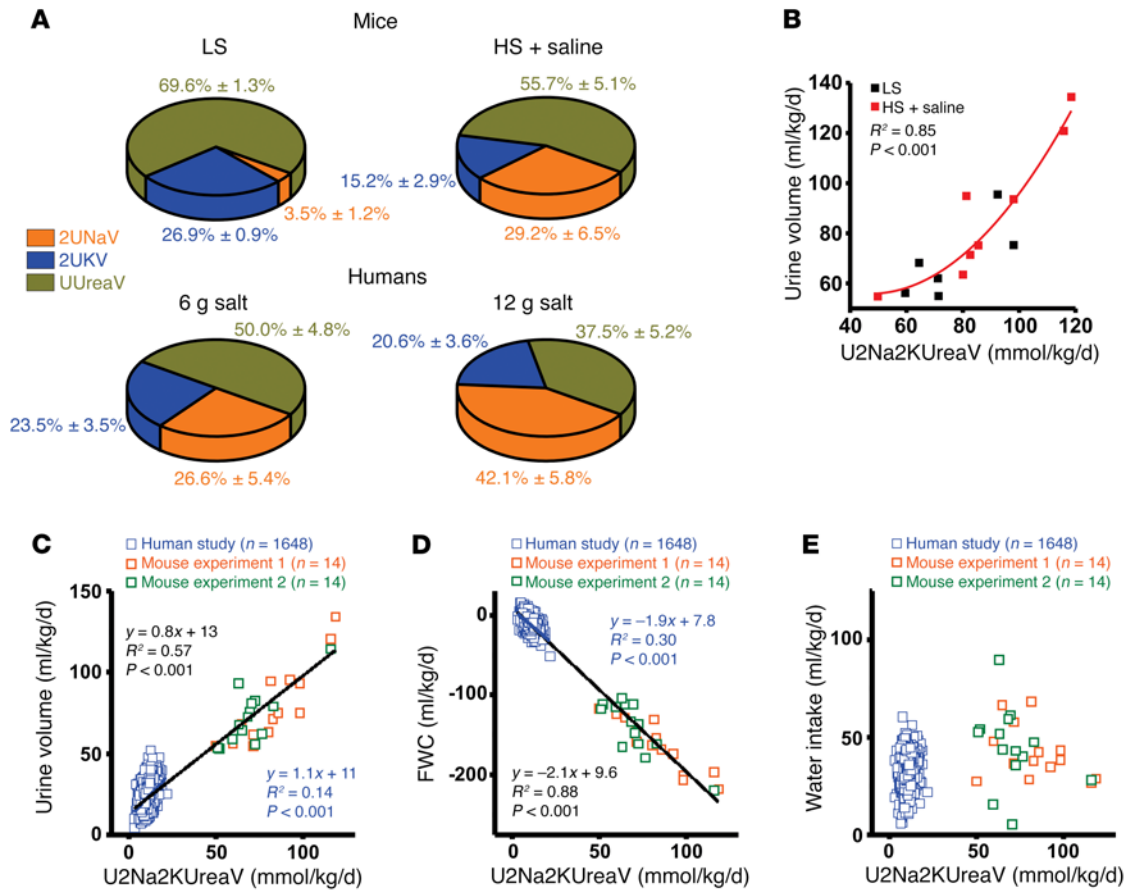 A
Mice
LS
HS + saline
69.6% ± 1.3%
55.7% ± 5.1%
15.2% ± 2.9%
3.5% ± 1.2%
26.9% ± 0.9%
29.2% ± 6.5%
2UNaV
2UKV
UUreaV
Humans
6 g salt
12 g salt
50.0% ± 4.8%
20.6% ± 3.6%
37.5% ± 5.2%
23.5% ± 3.5%
26.6% ± 5.4%
42.1% ± 5.8%
B
Urine volume (ml/kg/d)
140
120
100
80
60
LS
HS + saline
R² = 0.85
P < 0.001
40 60 80 100 120
U2Na2KUreaV (mmol/kg/d)
C
Human study (n = 1648)
Mouse experiment 1 (n = 14)
Mouse experiment 2 (n = 14)
Urine volume (ml/kg/d)
150
100
50
0
y = 0.8x + 13
R² = 0.57
P < 0.001
y = 1.1x + 11
R² = 0.14
P < 0.001
0 50 100
U2Na2KUreaV (mmol/kg/d)
D
Human study (n = 1648)
Mouse experiment 1 (n = 14)
Mouse experiment 2 (n = 14)
FWC (ml/kg/d)
0
-100
-200
y = –1.9x + 7.8
R² = 0.30
P < 0.001
y = –2.1x + 9.6
R² = 0.88
P < 0.001
0 50 100
U2Na2KUreaV (mmol/kg/d)
E
Human study (n = 1648)
Mouse experiment 1 (n = 14)
Mouse experiment 2 (n = 14)
Water intake (ml/kg/d)
100
50
0
0 50 100
U2Na2KUreaV (mmol/kg/d)